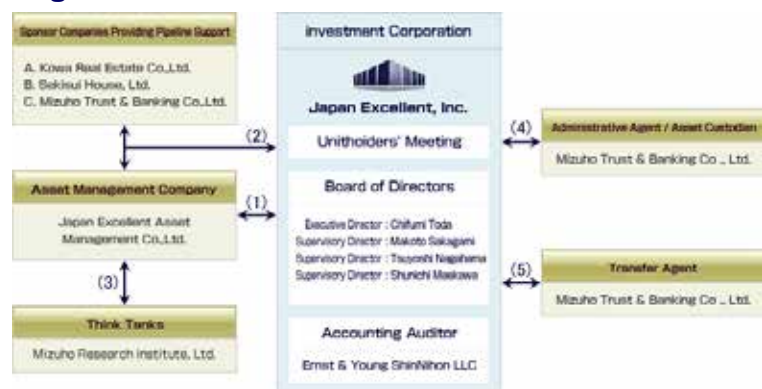 Sponsor Companies Providing Pipeline Support
A. Kowa Real Estate Co.,Ltd.
B. Sekisui House, Ltd.
C. Mizuho Trust & Banking Co.,Ltd.
(2)
Asset Management Company
Japan Excellent Asset
Management Co.,Ltd.
(1)
(3)
Think Tanks
Mizuho Research Institute, Ltd.
Investment Corporation
Japan Excellent, Inc.
Unitholders' Meeting
Board of Directors
Executive Director : Chifumi Toda
Supervisory Director : Makoto Sakagami
Supervisory Director : Tsuyoshi Nagahama
Supervisory Director : Shunichi Maekawa
Accounting Auditor
Ernst & Young ShinNihon LLC
(4)
Administrative Agent / Asset Custodian
Mizuho Trust & Banking Co ., Ltd.
(5)
Transfer Agent
Mizuho Trust & Banking Co ., Ltd.